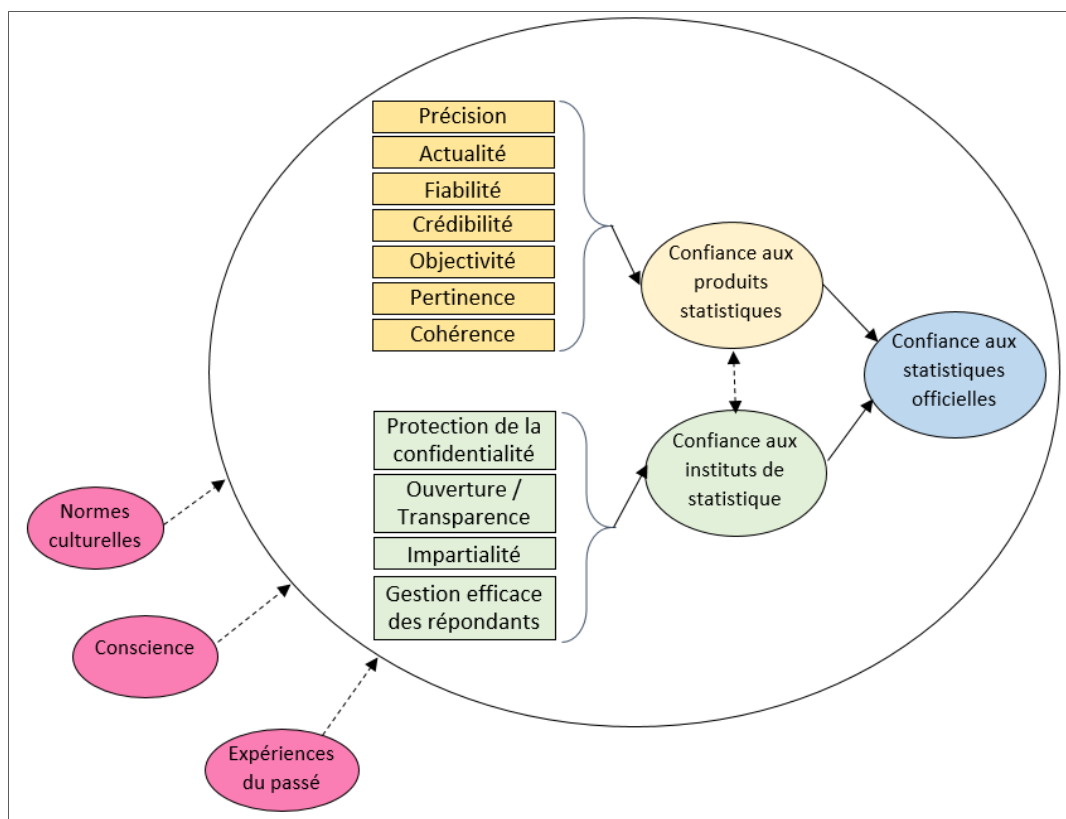 Précision
Actualité
Fiabilité
Crédibilité
Objectivité
Pertinence
Cohérence
Confiance aux
produits
statistiques
Confiance aux
statistiques
officielles
Protection de la
confidentialité
Ouverture /
Transparence
Impartialité
Gestion efficace
des répondants
Confiance aux
instituts de
statistique
Normes
culturelles
Conscience
Expériences
du passé